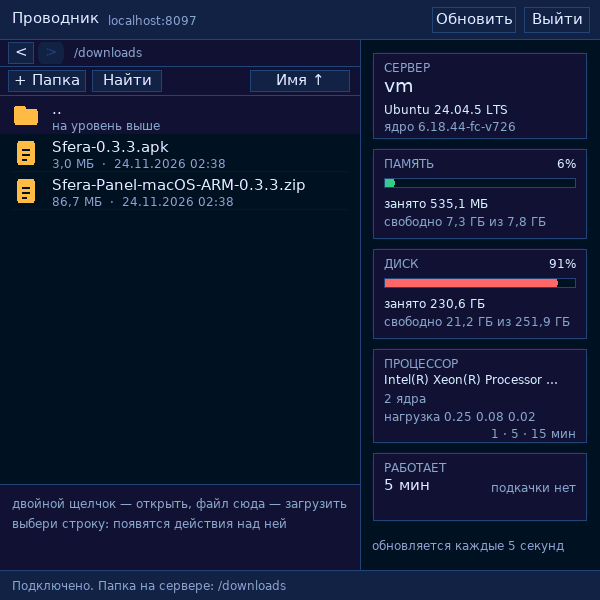 Проводник localhost:8097 Обновить Выйти
< > /downloads
+ Папка Найти Имя ↑
..
на уровень выше
Sfera-0.3.3.apk
3,0 МБ · 24.11.2026 02:38
Sfera-Panel-macOS-ARM-0.3.3.zip
86,7 МБ · 24.11.2026 02:38
двойной щелчок — открыть, файл сюда — загрузить
выбери строку: появятся действия над ней
СЕРВЕР
vm
Ubuntu 24.04.5 LTS
ядро 6.18.44-fc-v726
ПАМЯТЬ 6%
занято 535,1 МБ
свободно 7,3 ГБ из 7,8 ГБ
ДИСК 91%
занято 230,6 ГБ
свободно 21,2 ГБ из 251,9 ГБ
ПРОЦЕССОР
Intel(R) Xeon(R) Processor ...
2 ядра
нагрузка 0.25 0.08 0.02
1 · 5 · 15 мин
РАБОТАЕТ
5 мин подкачки нет
обновляется каждые 5 секунд
Подключено. Папка на сервере: /downloads